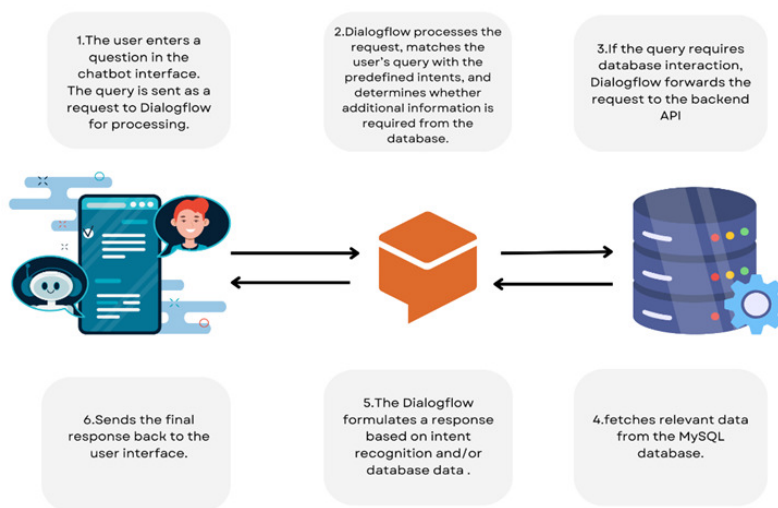 1.The user enters a
question in the
chatbot interface.
The query is sent as a
request to Dialogflow
for processing.
2.Dialogflow processes the
request, matches the
user's query with the
predefined intents, and
determines whether
additional information is
required from the
database.
3.If the query requires
database interaction,
Dialogflow forwards the
request to the backend
API
6.Sends the final
response back to the
user interface.
5.The Dialogflow
formulates a response
based on intent
recognition and/or
database data .
4.fetches relevant data
from the MySQL
database.